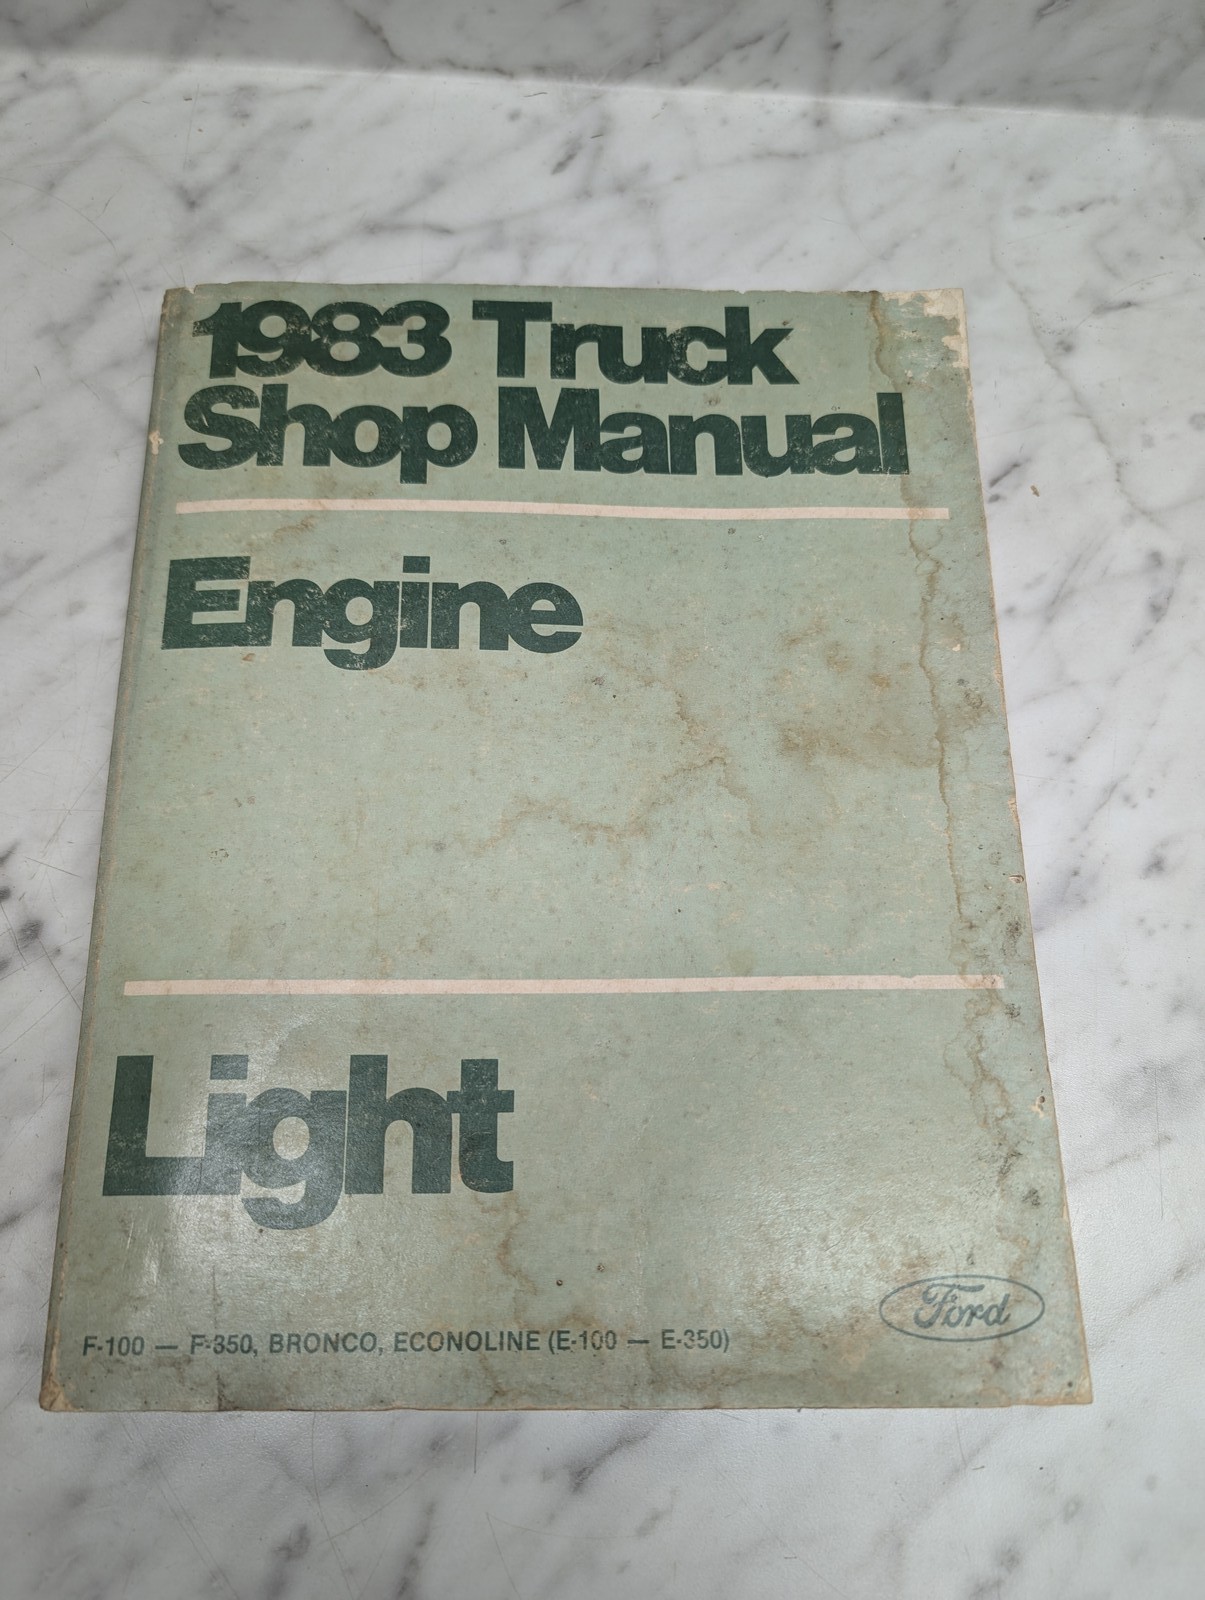 1983 Truck
Shop Manual
Engine
Light
Ford
F-100 — F-350, BRONCO, ECONOLINE (E-100 — E-350)